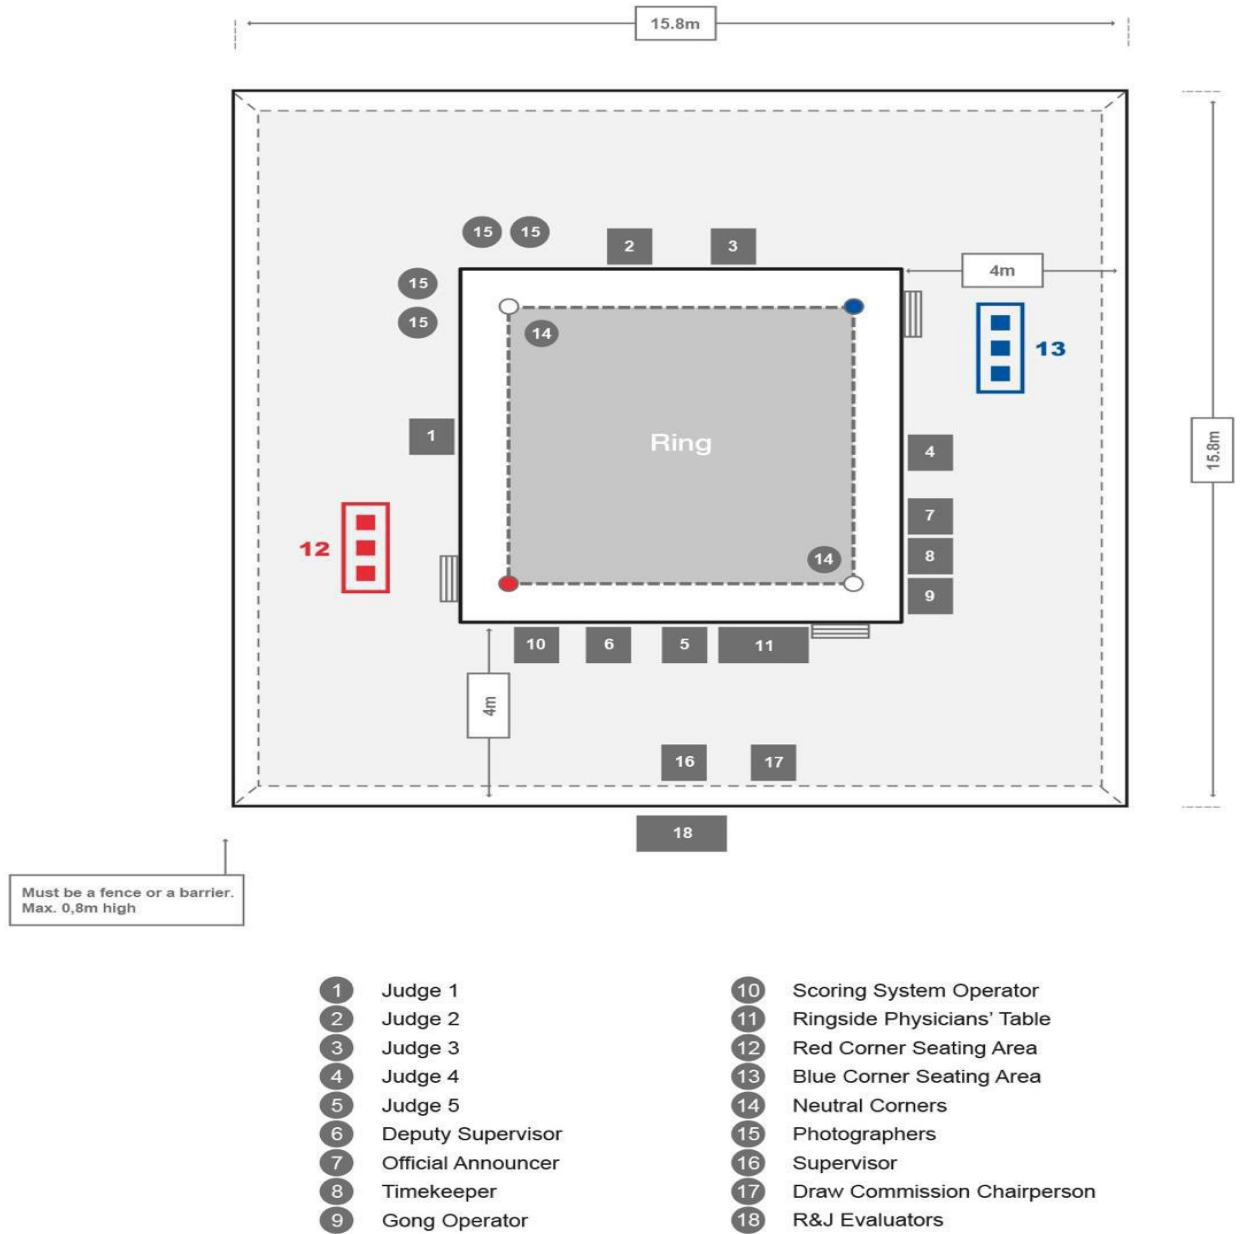 15.8m
15 15
2 3
15
4m
15
14
13
1
Ring
4
15.8m
7
12
14
8
9
10 6 5 11
4m
16 17
18
Must be a fence or a barrier.
Max. 0,8m high
1 Judge 1
2 Judge 2
3 Judge 3
4 Judge 4
5 Judge 5
6 Deputy Supervisor
7 Official Announcer
8 Timekeeper
9 Gong Operator
10 Scoring System Operator
11 Ringside Physicians' Table
12 Red Corner Seating Area
13 Blue Corner Seating Area
14 Neutral Corners
15 Photographers
16 Supervisor
17 Draw Commission Chairperson
18 R&J Evaluators